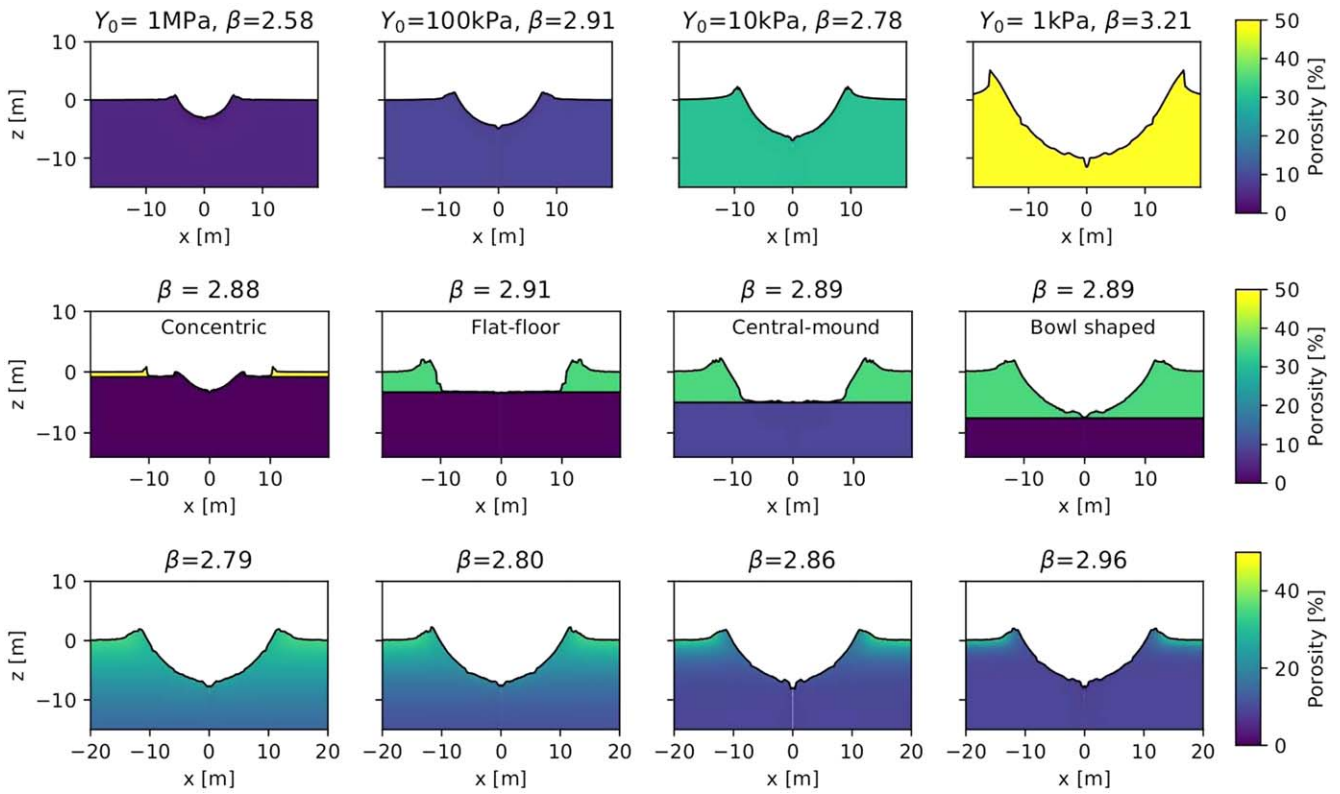 Y₀= 1MPa, β=2.58
Y₀=100kPa, β=2.91
Y₀=10kPa, β=2.78
Y₀= 1kPa, β=3.21
10
0
−10
z [m]
−10 0 10
x [m]
−10 0 10
x [m]
−10 0 10
x [m]
−10 0 10
x [m]
50
40
30
20
10
0
Porosity [%]
β = 2.88
β = 2.91
β = 2.89
β = 2.89
Concentric
Flat-floor
Central-mound
Bowl shaped
10
0
−10
z [m]
−10 0 10
x [m]
−10 0 10
x [m]
−10 0 10
x [m]
−10 0 10
x [m]
50
40
30
20
10
0
Porosity [%]
β=2.79
β=2.80
β=2.86
β=2.96
10
0
−10
z [m]
−20 −10 0 10 20
x [m]
−20 −10 0 10 20
x [m]
−20 −10 0 10 20
x [m]
−20 −10 0 10 20
x [m]
40
20
0
Porosity [%]